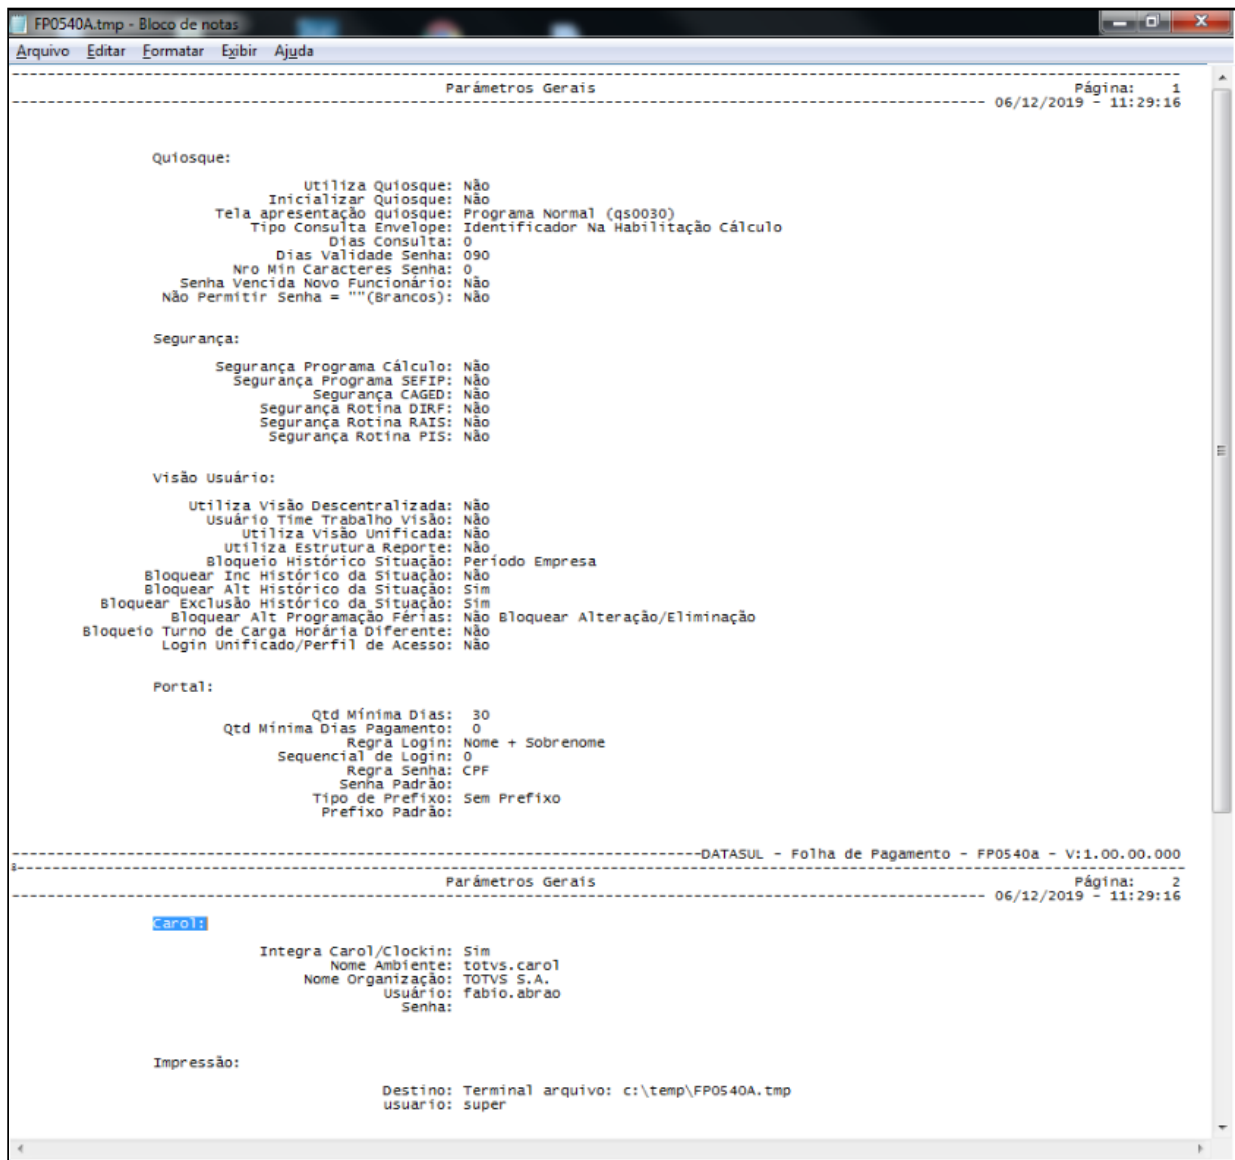 FP0540A.tmp - Bloco de notas
Arquivo Editar Formatar Exibir Ajuda
--------------------------------------------------------------------------------
Parâmetros Gerais Página: 1
-------------------------------------------------------------------------------- 06/12/2019 - 11:29:16
Quiosque:
Utiliza Quiosque: Não
Inicializar Quiosque: Não
Tela apresentação quiosque: Programa Normal (qs0030)
Tipo Consulta Envelope: Identificador Na Habilitação Cálculo
Dias Consulta: 0
Dias Validade Senha: 090
Nro Min Caracteres Senha: 0
Senha Vencida Novo Funcionário: Não
Não Permitir Senha = ""(Brancos): Não
Segurança:
Segurança Programa Cálculo: Não
Segurança Programa SEFIP: Não
Segurança CAGED: Não
Segurança Rotina DIRF: Não
Segurança Rotina RAIS: Não
Segurança Rotina PIS: Não
Visão Usuário:
Utiliza Visão Descentralizada: Não
Usuário Time Trabalho Visão: Não
Utiliza Visão Unificada: Não
Utiliza Estrutura Reporte: Não
Bloqueio Histórico Situação: Período Empresa
Bloquear Inc Histórico da Situação: Não
Bloquear Alt Histórico da Situação: Sim
Bloquear Exclusão Histórico da Situação: Sim
Bloquear Alt Programação Férias: Não Bloquear Alteração/Eliminação
Bloqueio Turno de Carga Horária Diferente: Não
Login Unificado/Perfil de Acesso: Não
Portal:
Qtd Mínima Dias: 30
Qtd Mínima Dias Pagamento: 0
Regra Login: Nome + Sobrenome
Sequencial de Login: 0
Regra Senha: CPF
Senha Padrão:
Tipo de Prefixo: Sem Prefixo
Prefixo Padrão:
--------------------------------------------------------------------------------DATASUL - Folha de Pagamento - FP0540a - V:1.00.00.000
--------------------------------------------------------------------------------
Parâmetros Gerais Página: 2
-------------------------------------------------------------------------------- 06/12/2019 - 11:29:16
Carol:
Integra Carol/Clockin: Sim
Nome Ambiente: totvs.carol
Nome Organização: TOTVS S.A.
Usuário: fabio.abrao
Senha:
Impressão:
Destino: Terminal arquivo: c:\temp\FP0540A.tmp
usuario: super